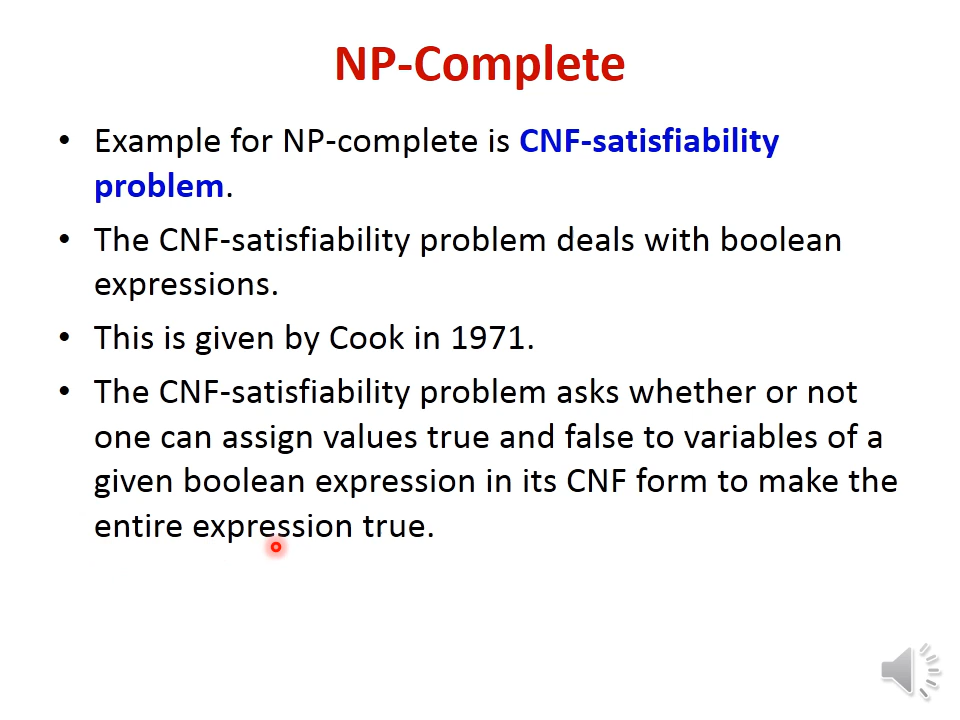 NP-Complete
• Example for NP-complete is CNF-satisfiability
problem.
• The CNF-satisfiability problem deals with boolean
expressions.
• This is given by Cook in 1971.
• The CNF-satisfiability problem asks whether or not
one can assign values true and false to variables of a
given boolean expression in its CNF form to make the
entire expression true.